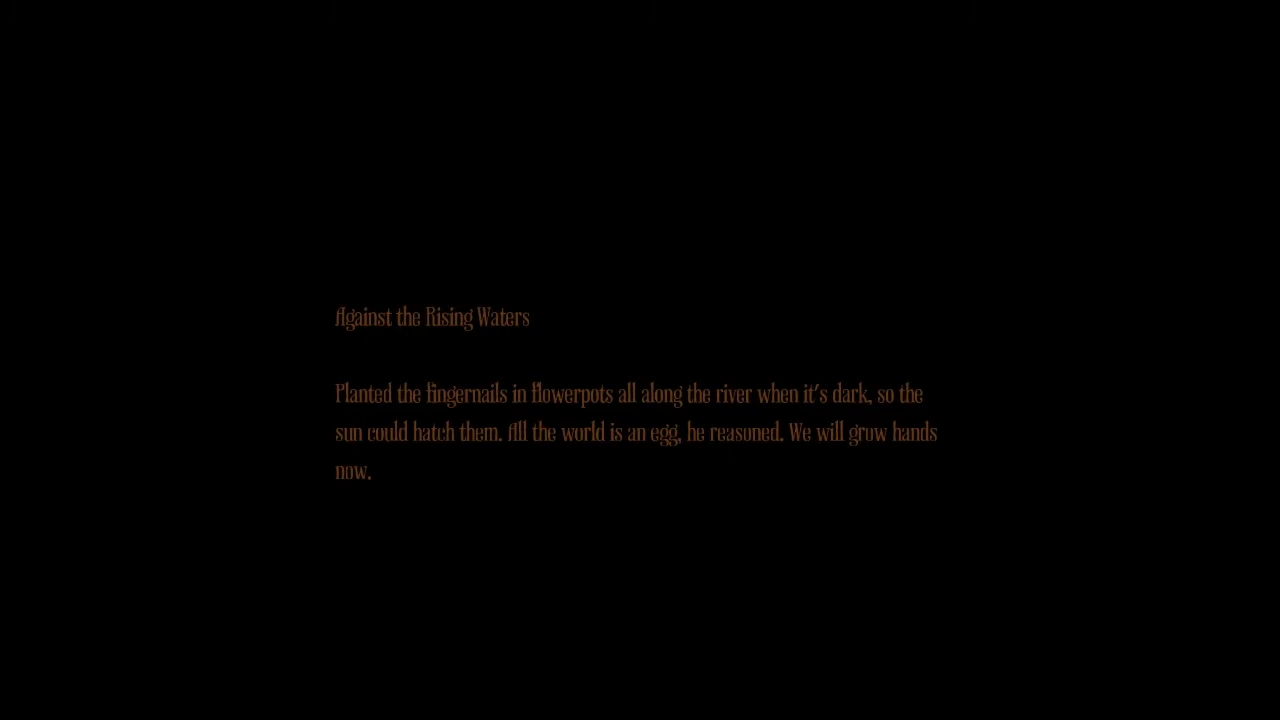 Against the Rising Waters
Planted the fingernails in flowerpots all along the river when it's dark, so the
sun could hatch them. All the world is an egg, he reasoned. We will grow hands
now.